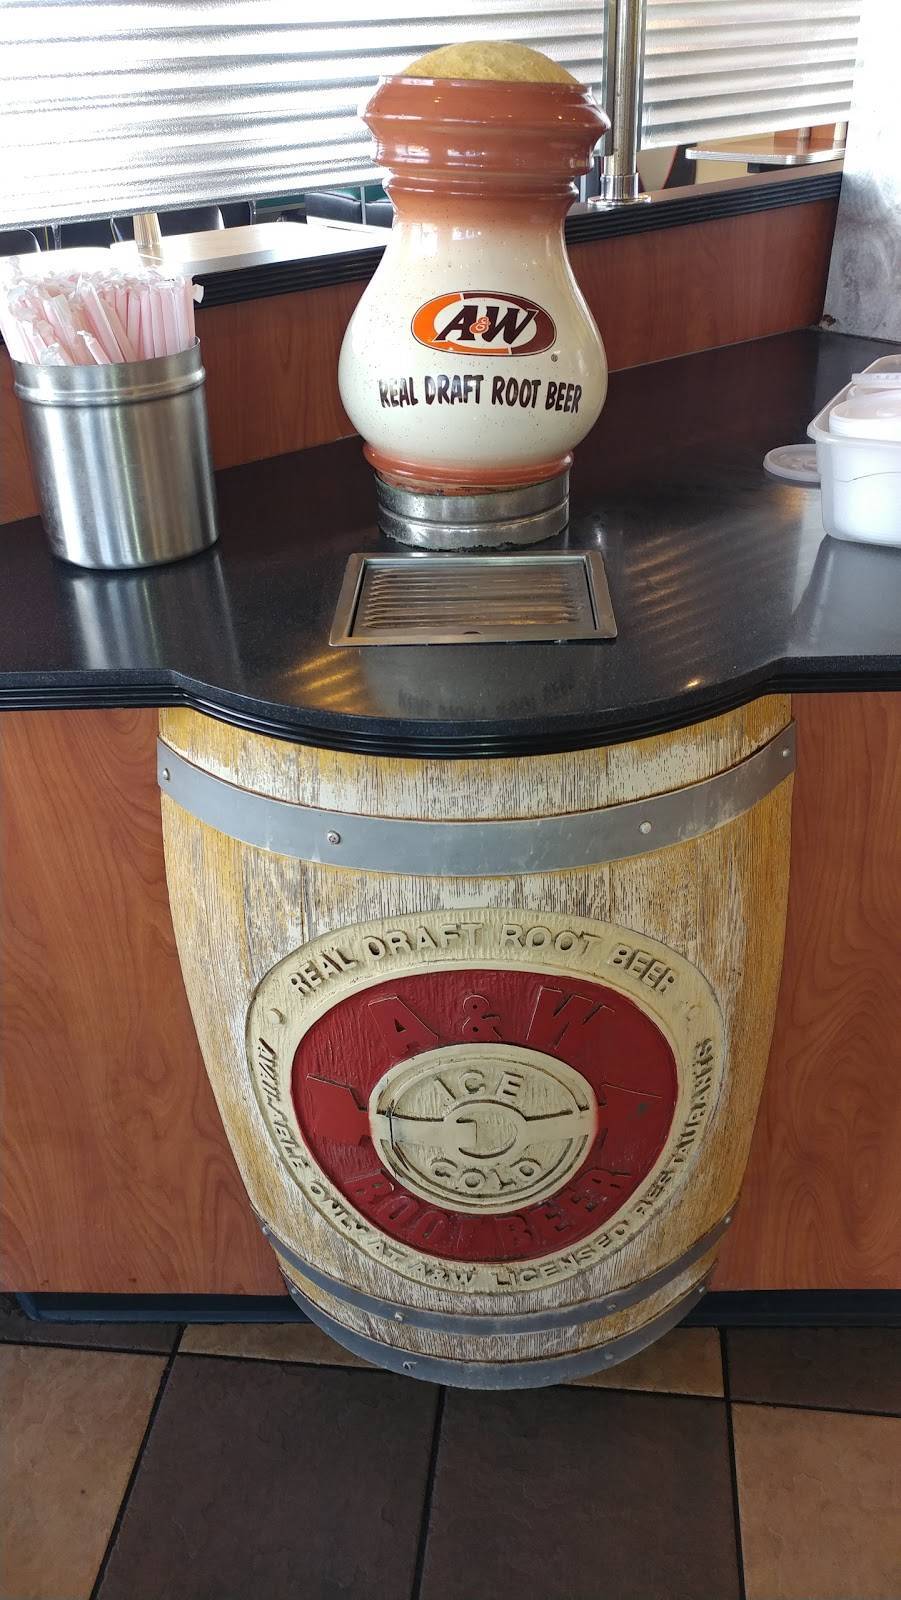 A&W
REAL DRAFT ROOT BEER
REAL DRAFT ROOT BEER
A & W
ICE
COLD
ROOT BEER
AVAILABLE ONLY AT A&W LICENSED RESTAURANTS